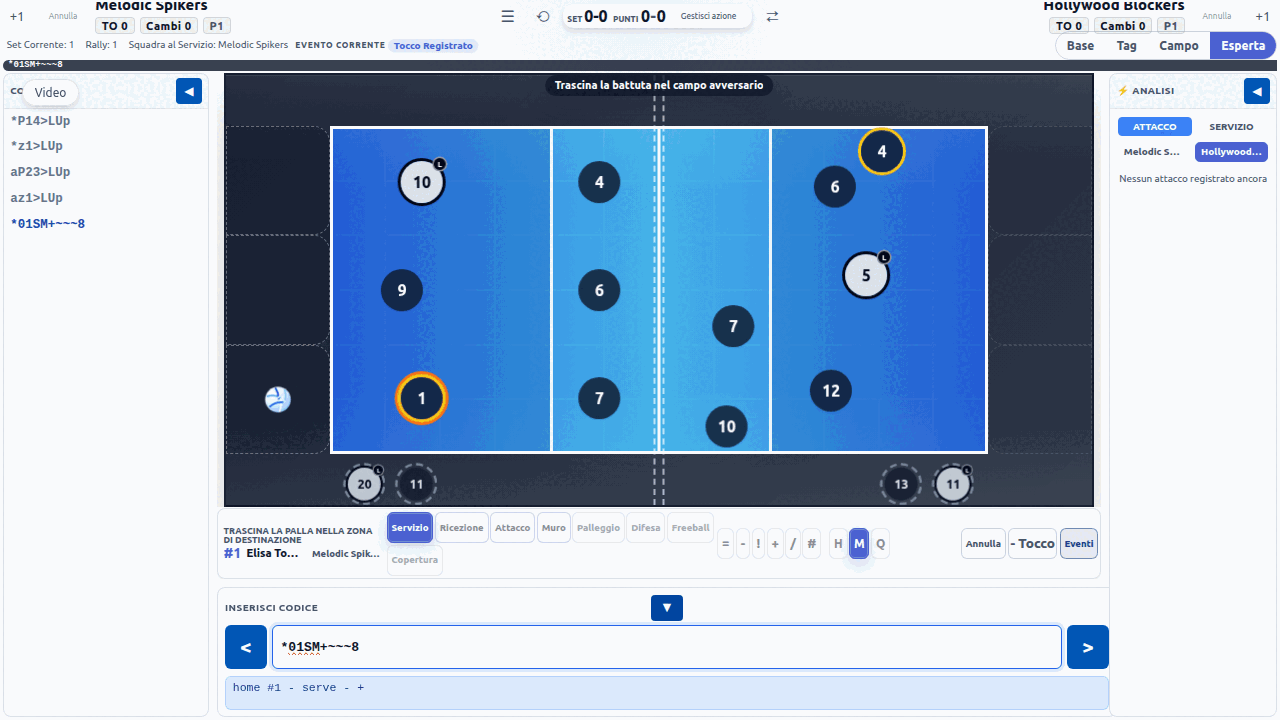 +1
Annulla
Melodic Spikers
TO 0
Cambi 0
P1
SET 0-0 PUNTI 0-0 Gestisci azione
Hollywood Blockers
TO 0
Cambi 0
P1
Annulla
+1
Set Corrente: 1 Rally: 1 Squadra al Servizio: Melodic Spikers EVENTO CORRENTE Tocco Registrato
Base Tag Campo Esperta
*01SM+~~~8
Video
*P14>LUp
*z1>LUp
aP23>LUp
az1>LUp
*01SM+~~~8
Trascina la battuta nel campo avversario
10 L
4
9
6
1
7
4
6
5 L
7
12
10
20 L
11
13
11 L
⚡ ANALISI
ATTACCO SERVIZIO
Melodic S... Hollywood...
Nessun attacco registrato ancora
TRASCINA LA PALLA NELLA ZONA
DI DESTINAZIONE
#1 Elisa To... Melodic Spik...
Servizio Ricezione Attacco Muro Palleggio Difesa Freeball
Copertura
= - ! + / # H M Q
Annulla - Tocco Eventi
INSERISCI CODICE
▼
<
*01SM+~~~8
>
home #1 - serve - +